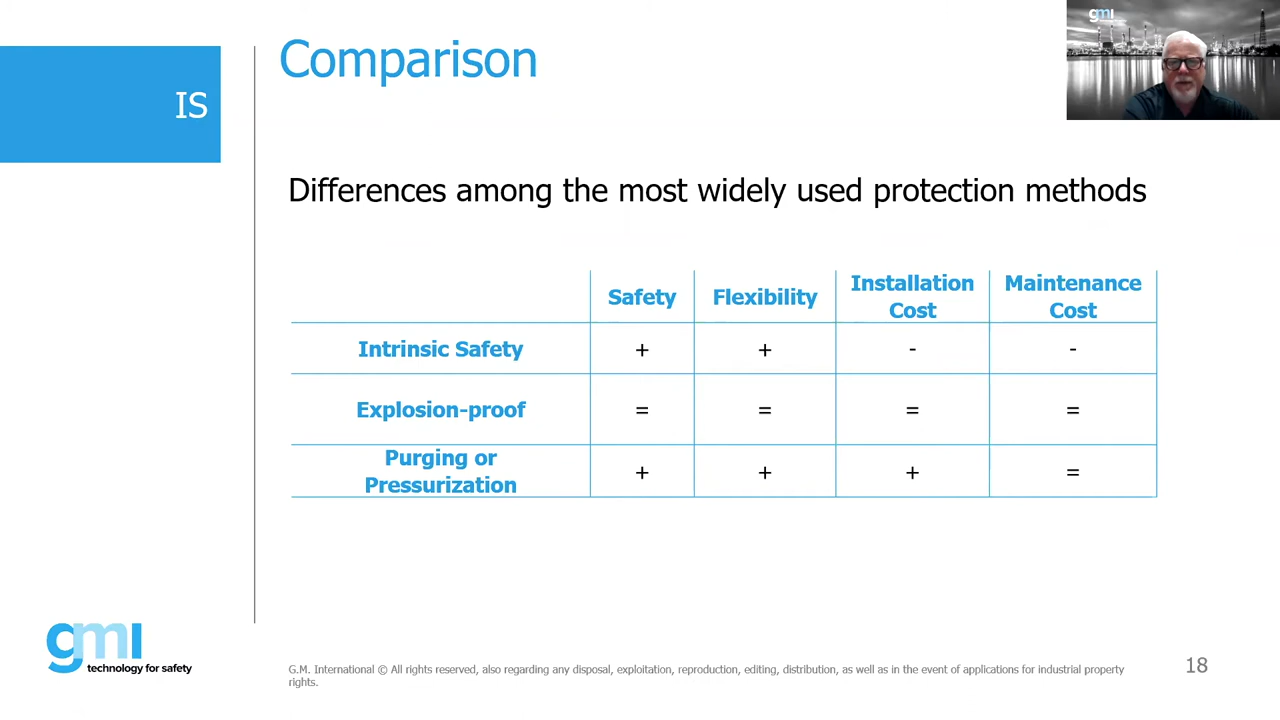 Comparison
gmi
IS
Differences among the most widely used protection methods
Safety Flexibility Installation Cost Maintenance Cost
Intrinsic Safety + + - -
Explosion-proof = = = =
Purging or Pressurization + + + =
gmi
technology for safety
G.M. International © All rights reserved, also regarding any disposal, exploitation, reproduction, editing, distribution, as well as in the event of applications for industrial property
rights.
18